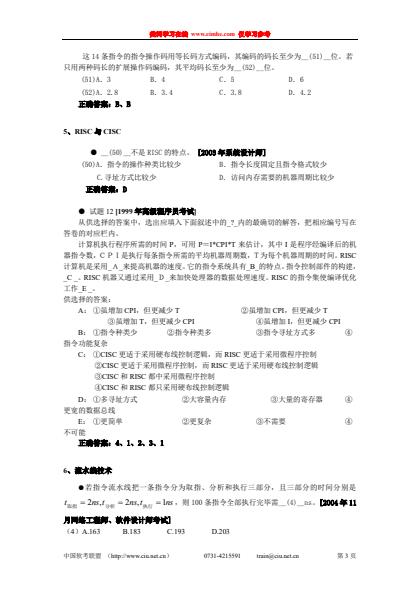 央美学习在线 www.csinhc.com 仅学习参考
这 14 条指令的指令操作码用等长码方式编码，其编码的码长至少为__(51)__位。若
只用两种码长的扩展操作码编码，其平均码长至少为__(52)__位。
(51)A．3 B．4 C．5 D．6
(52)A．2.8 B．3.4 C．3.8 D．4.2
正确答案：B、B
5、RISC 与 CISC
● __(50)__不是 RISC 的特点。 [2003 年系统设计师]
(50)A．指令的操作种类比较少 B．指令长度固定且指令格式较少
C.寻址方式比较少 D．访问内存需要的机器周期比较少
正确答案：D
● 试题 12 [1999 年高级程序员考试]
从供选择的答案中，选出应填入下面叙述中的_?_内的最确切的解答，把相应编号写在
答卷的对应栏内。
计算机执行程序所需的时间 P，可用 P＝I*CPI*T 来估计，其中 I 是程序经编译后的机
器指令数，ＣＰＩ是执行每条指令所需的平均机器周期数，T 为每个机器周期的时间。RISC
计算机是采用_A_来提高机器的速度。它的指令系统具有_B_的特点。指令控制部件的构建，
_C_。RISC 机器又通过采用_D_来加快处理器的数据处理速度。RISC 的指令集使编译优化
工作_E_。
供选择的答案：
A： ①虽增加 CPI，但更减少 T ②虽增加 CPI，但更减少 T
③虽增加 T，但更减少 CPI ④虽增加 I，但更减少 CPI
B： ①指令种类少 ②指令种类多 ③指令寻址方式多 ④
指令功能复杂
C： ①CISC 更适于采用硬布线控制逻辑，而 RISC 更适于采用微程序控制
②CISC 更适于采用微程序控制，而 RISC 更适于采用硬布线控制逻辑
③CISC 和 RISC 都中采用微程序控制
④CISC 和 RISC 都只采用硬布线控制逻辑
D： ①多寻址方式 ②大容量内存 ③大量的寄存器 ④
更宽的数据总线
E： ①更简单 ②更复杂 ③不需要 ④
不可能
正确答案：4、1、2、3、1
6、流水线技术
●若指令流水线把一条指令分为取指、分析和执行三部分，且三部分的时间分别是
t取指 = 2ns,t分析 = 2ns,t执行 = 1ns，则 100 条指令全部执行完毕需__(4)__ns。[2004 年 11
月网络工程师、软件设计师考试]
（4）A.163 B.183 C.193 D.203
中国软考联盟 （http://www.ciu.net.cn） 0731-4215591 train@ciu.net.cn 第 3 页